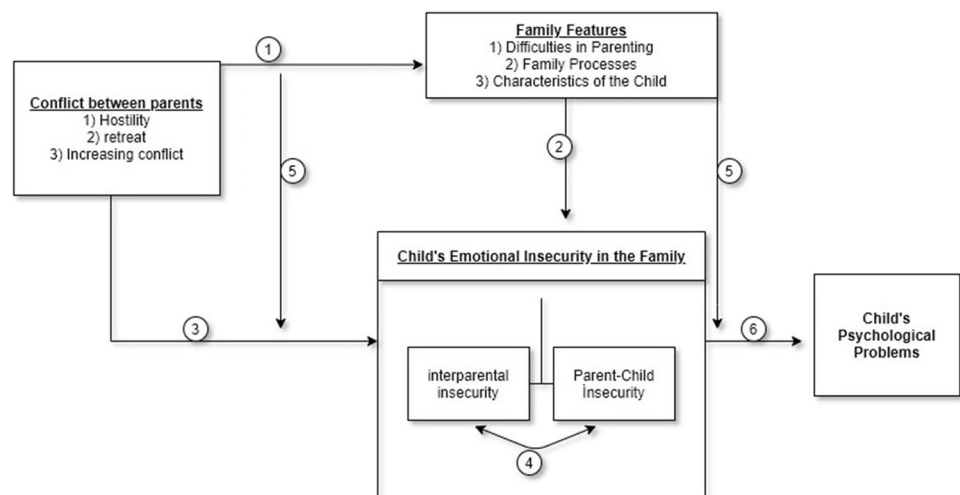 Family Features
1) Difficulties in Parenting
2) Family Processes
3) Characteristics of the Child
1
Conflict between parents
1) Hostility
2) retreat
3) Increasing conflict
2
5
5
Child's Emotional Insecurity in the Family
3
6
Child's
Psychological
Problems
interparental
insecurity
Parent-Child
İnsecurity
4